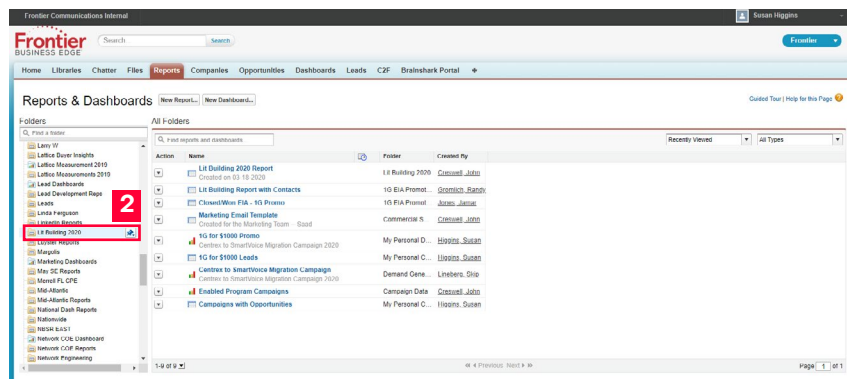 Frontier Communications Internal
Susan Higgins
Frontier
BUSINESS EDGE
Search
Search
Frontier
Home Libraries Chatter Files Reports Companies Opportunities Dashboards Leads C2F Brainshark Portal +
Reports & Dashboards New Report... New Dashboard...
Guided Tour | Help for this Page
Folders
All Folders
Find a folder
Find reports and dashboards
Recently Viewed
All Types
Larry W
Lattice Buyer Insights
Lattice Measurement 2019
Lattice Measurements 2019
Lead Dashboards
Lead Development Reps
Leads
Linda Ferguson
LinkedIn Reports
Lit Building 2020
2
Loyster Reports
Margolis
Marketing Dashboards
May SE Reports
Merrell FL CPE
Mid-Atlantic
Mid-Atlantic Reports
National Dash Reports
Nationwide
NBSR EAST
Network COE Dashboard
Network COE Reports
Network Engineering
Action Name Folder Created By
Lit Building 2020 Report Lit Building 2020 Creswell, John
Created on 03 18 2020
Lit Building Report with Contacts 1G EIA Promot... Gromlich, Randy
Closed/Won EIA - 1G Promo 1G EIA Promot... Jones, Jamar
Marketing Email Template Commercial S... Creswell, John
Created for the Marketing Team - Saad
1G for $1000 Promo My Personal D... Higgins, Susan
Centrex to SmartVoice Migration Campaign 2020
1G for $1000 Leads My Personal C... Higgins, Susan
Centrex to SmartVoice Migration Campaign Demand Gene... Lineberg, Skip
Centrex to SmartVoice Migration Campaign 2020
Enabled Program Campaigns Campaign Data Creswell, John
Campaigns with Opportunities My Personal C... Higgins, Susan
1-9 of 9
Previous Next
Page 1 of 1